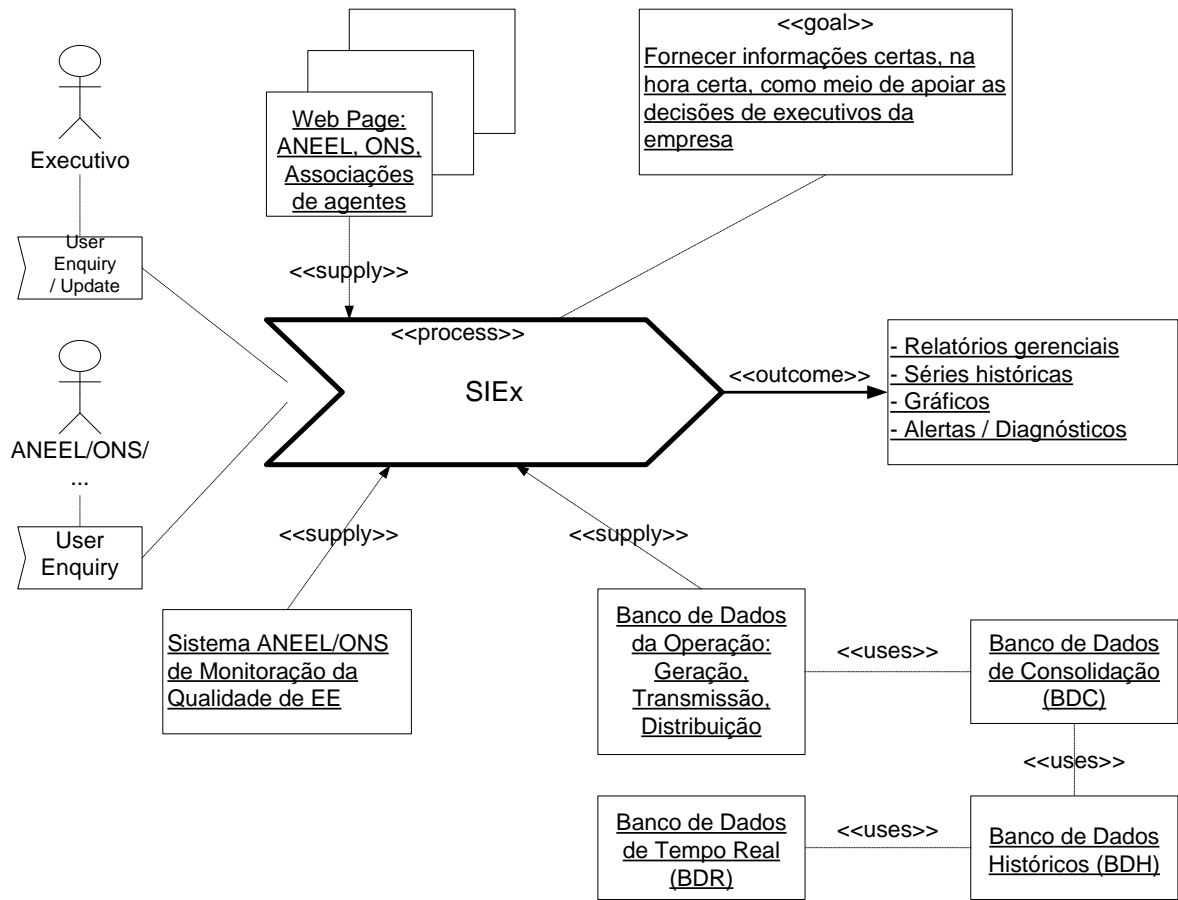 <<goal>>
Fornecer informações certas, na
hora certa, como meio de apoiar as
decisões de executivos da
empresa
Web Page:
ANEEL, ONS,
Associações
de agentes
Executivo
User
Enquiry
/ Update
<<supply>>
<<process>>
SIEx
<<outcome>>
- Relatórios gerenciais
- Séries históricas
- Gráficos
- Alertas / Diagnósticos
ANEEL/ONS/
...
User
Enquiry
<<supply>>
<<supply>>
Sistema ANEEL/ONS
de Monitoração da
Qualidade de EE
Banco de Dados
da Operação:
Geração,
Transmissão,
Distribuição
<<uses>>
Banco de Dados
de Consolidação
(BDC)
<<uses>>
Banco de Dados
de Tempo Real
(BDR)
<<uses>>
Banco de Dados
Históricos (BDH)